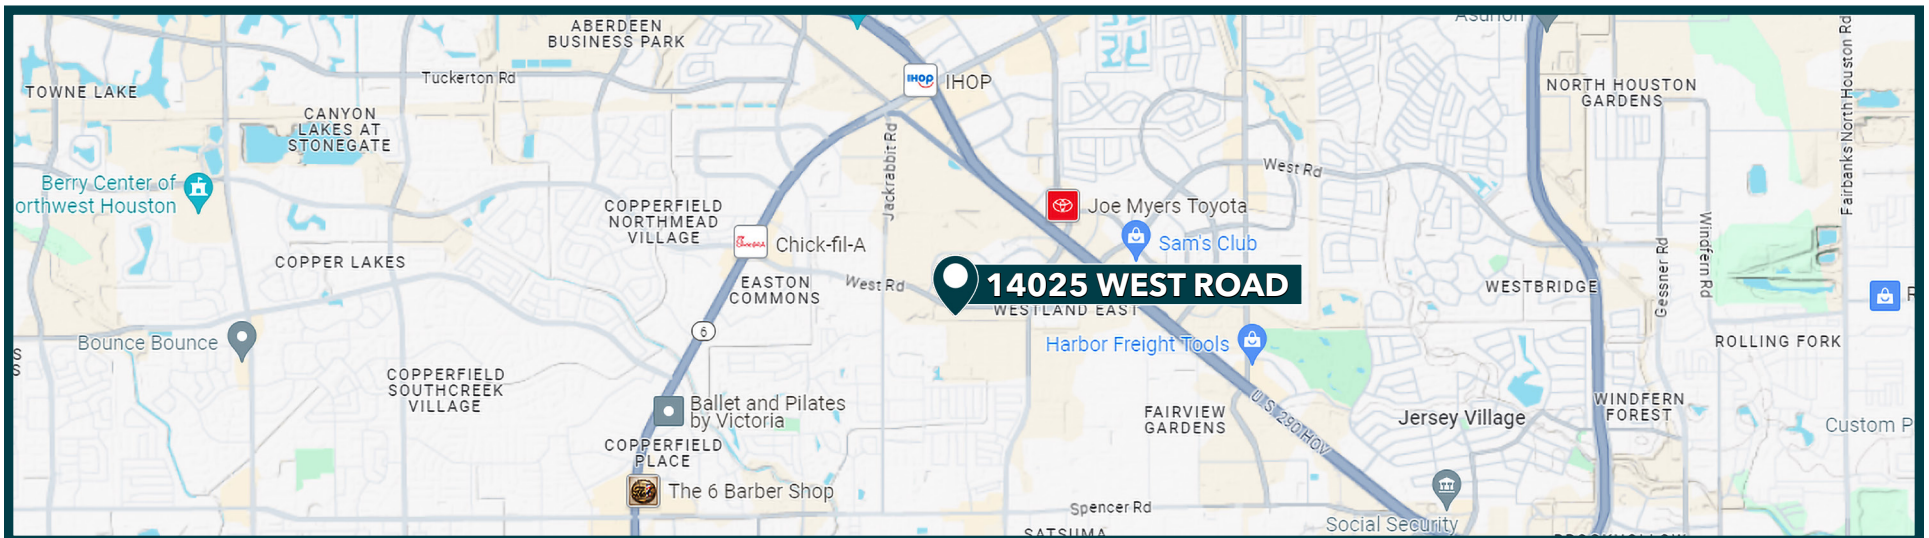 ABERDEEN
BUSINESS PARK
Asurion
Tuckerton Rd
TOWNE LAKE
IHOP
IHOP
NORTH HOUSTON
GARDENS
Fairbanks North Houston Rd
CANYON
LAKES AT
STONEGATE
Jackrabbit Rd
West Rd
Berry Center of
orthwest Houston
COPPERFIELD
NORTHMEAD
VILLAGE
Joe Myers Toyota
Chick-fil-A
Sam's Club
Windfern Rd
Gessner Rd
COPPER LAKES
EASTON
COMMONS
West Rd
14025 WEST ROAD
WESTLAND EAST
WESTBRIDGE
R
6
Bounce Bounce
Harbor Freight Tools
ROLLING FORK
S
S
COPPERFIELD
SOUTHCREEK
VILLAGE
Ballet and Pilates
by Victoria
FAIRVIEW
GARDENS
U.S. 290 HOV
Jersey Village
WINDFERN
FOREST
Custom P
COPPERFIELD
PLACE
The 6 Barber Shop
Spencer Rd
Social Security
SATSUMA